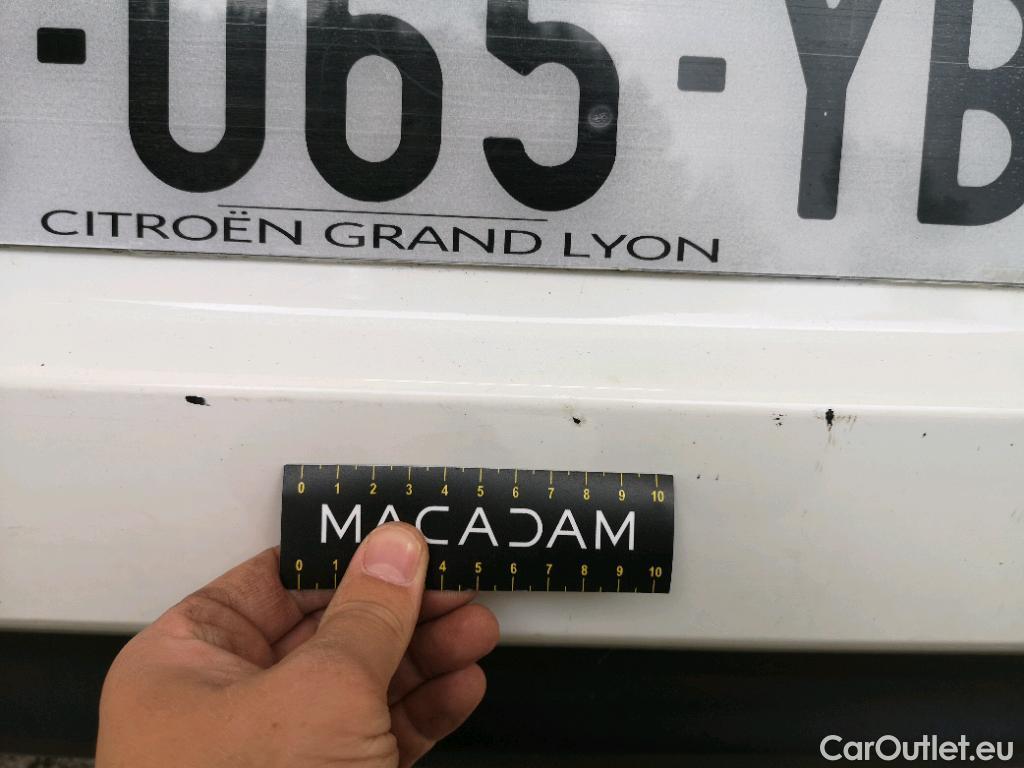 -065-YB
CITROËN GRAND LYON
0 1 2 3 4 5 6 7 8 9 10
MACADAM
0 1 4 5 6 7 8 9 10
CarOutlet.eu